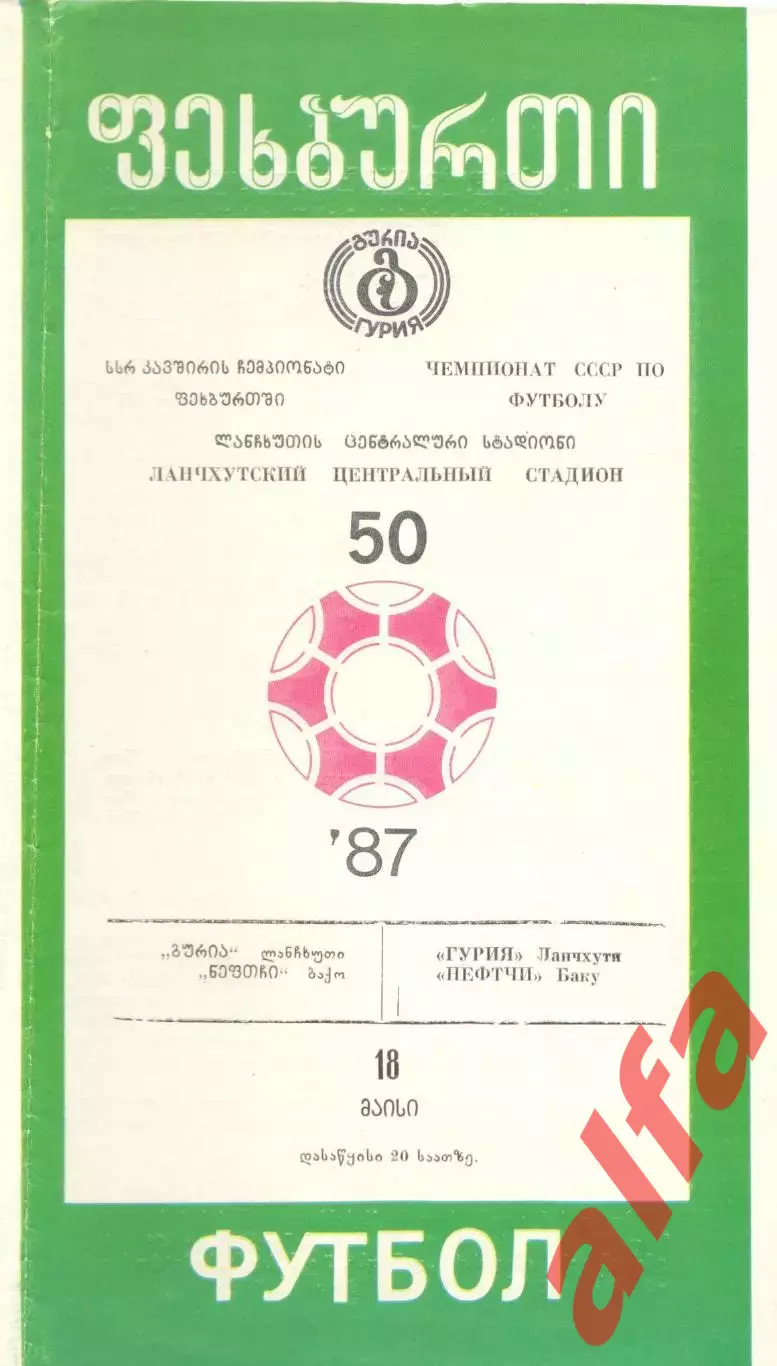 ფეხბურთი
გურია
ГУРИЯ
სსრ კავშირის ჩემპიონატი ЧЕМПИОНАТ СССР ПО
ფეხბურთში ФУТБОЛУ
ლანჩხუთის ცენტრალური სტადიონი
ЛАНЧХУТСКИЙ ЦЕНТРАЛЬНЫЙ СТАДИОН
50
'87
„გურია“ ლანჩხუთი «ГУРИЯ» Ланчхути
„ნეფთჩი“ ბაქო «НЕФТЧИ» Баку
18
მაისი
დასაწყისი 20 საათზე.
ФУТБОЛ
alfa